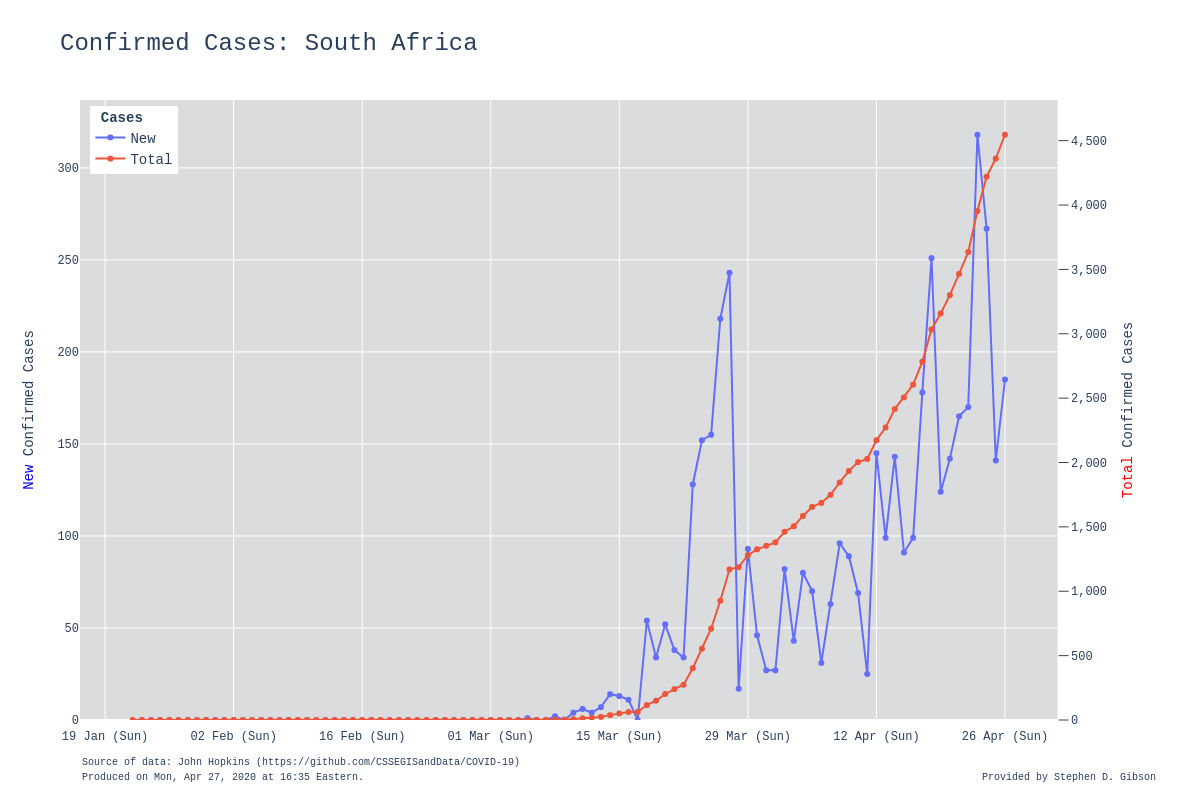 Confirmed Cases: South Africa
Cases
New
Total
300
250
200
150
100
50
0
New Confirmed Cases
4,500
4,000
3,500
3,000
2,500
2,000
1,500
1,000
500
0
Total Confirmed Cases
19 Jan (Sun) 02 Feb (Sun) 16 Feb (Sun) 01 Mar (Sun) 15 Mar (Sun) 29 Mar (Sun) 12 Apr (Sun) 26 Apr (Sun)
Source of data: John Hopkins (https://github.com/CSSEGISandData/COVID-19)
Produced on Mon, Apr 27, 2020 at 16:35 Eastern.
Provided by Stephen D. Gibson